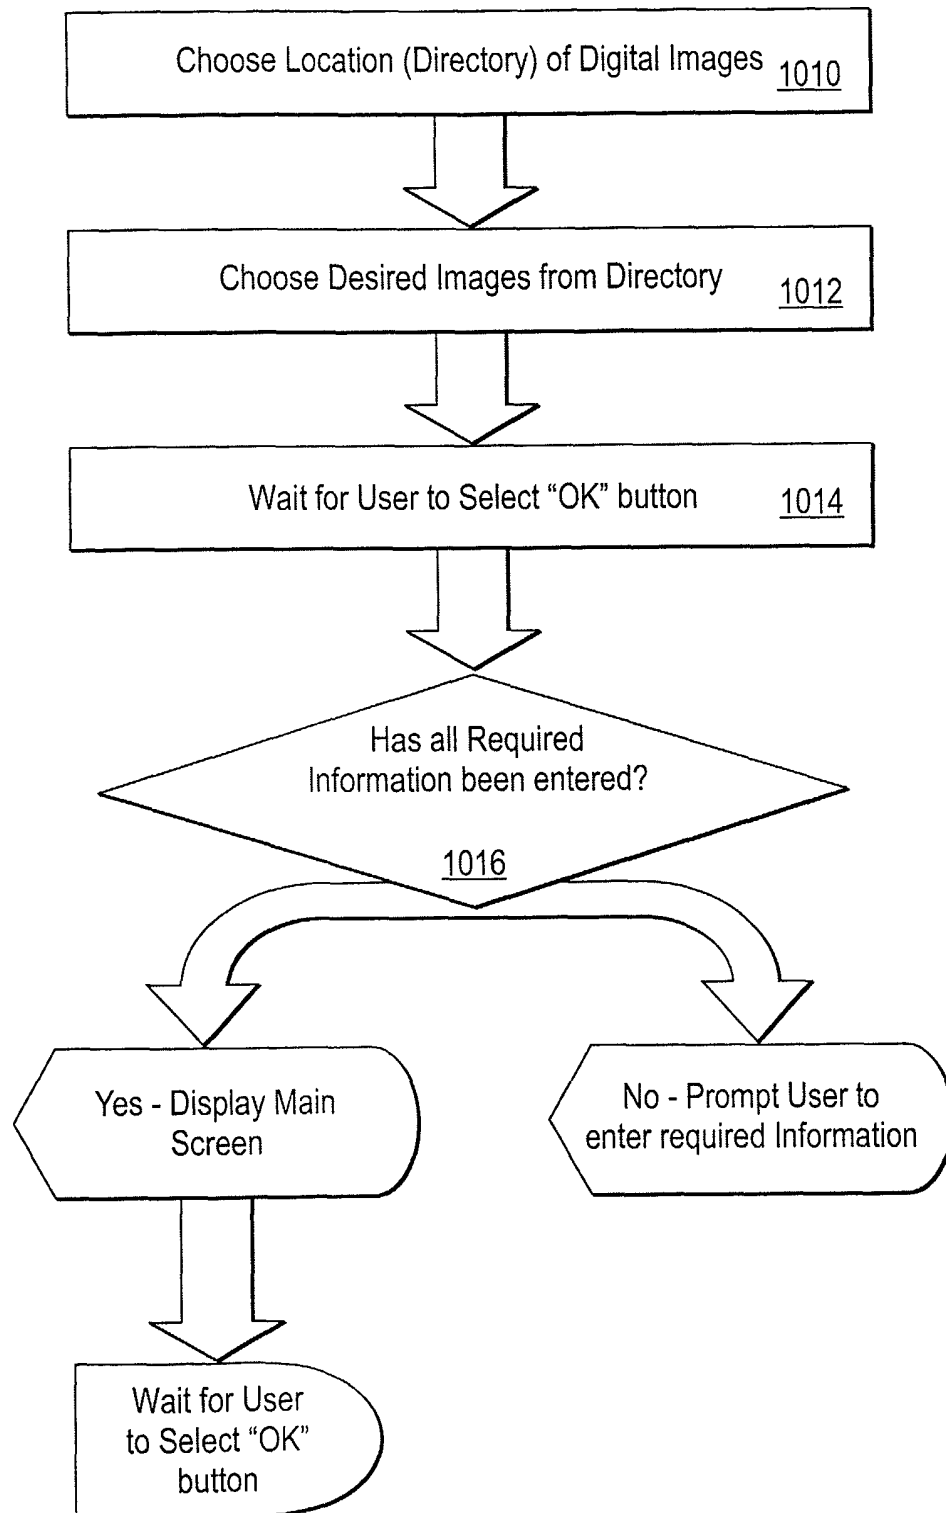 Choose Location (Directory) of Digital Images 1010
Choose Desired Images from Directory 1012
Wait for User to Select “OK” button 1014
Has all Required
Information been entered?
1016
Yes - Display Main
Screen
No - Prompt User to
enter required Information
Wait for User
to Select “OK”
button